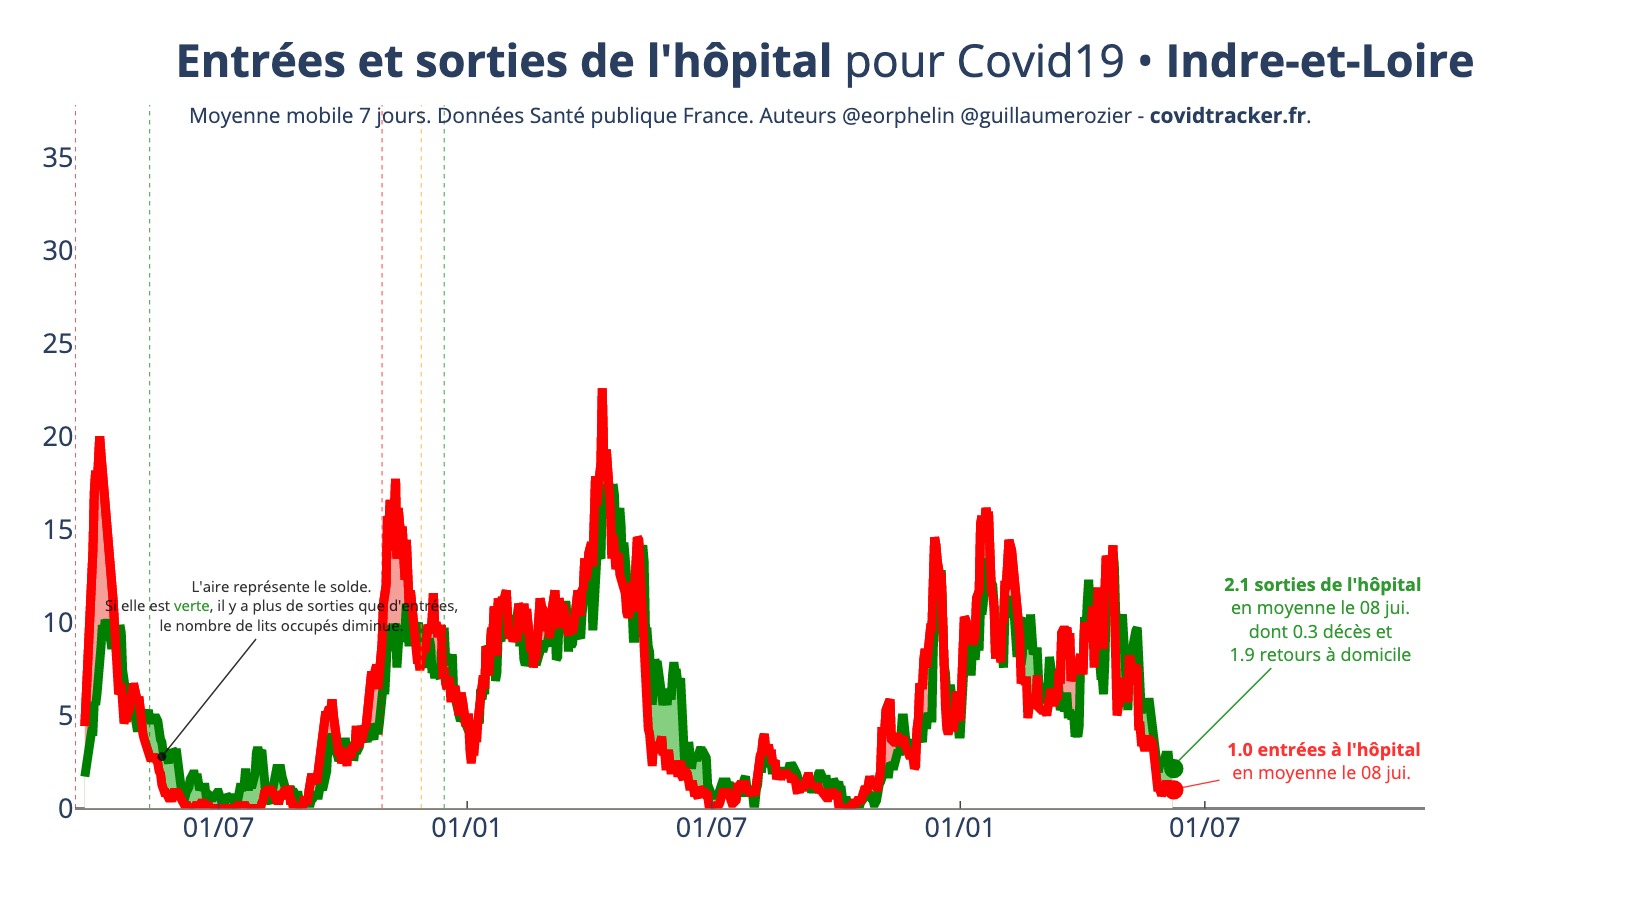 Entrées et sorties de l'hôpital pour Covid19 • Indre-et-Loire
Moyenne mobile 7 jours. Données Santé publique France. Auteurs @eorphelin @guillaumerozier - covidtracker.fr.
35
30
25
20
15
10
5
0
L'aire représente le solde.
Si elle est verte, il y a plus de sorties que d'entrées,
le nombre de lits occupés diminue.
2.1 sorties de l'hôpital
en moyenne le 08 jui.
dont 0.3 décès et
1.9 retours à domicile
1.0 entrées à l'hôpital
en moyenne le 08 jui.
01/07
01/01
01/07
01/01
01/07